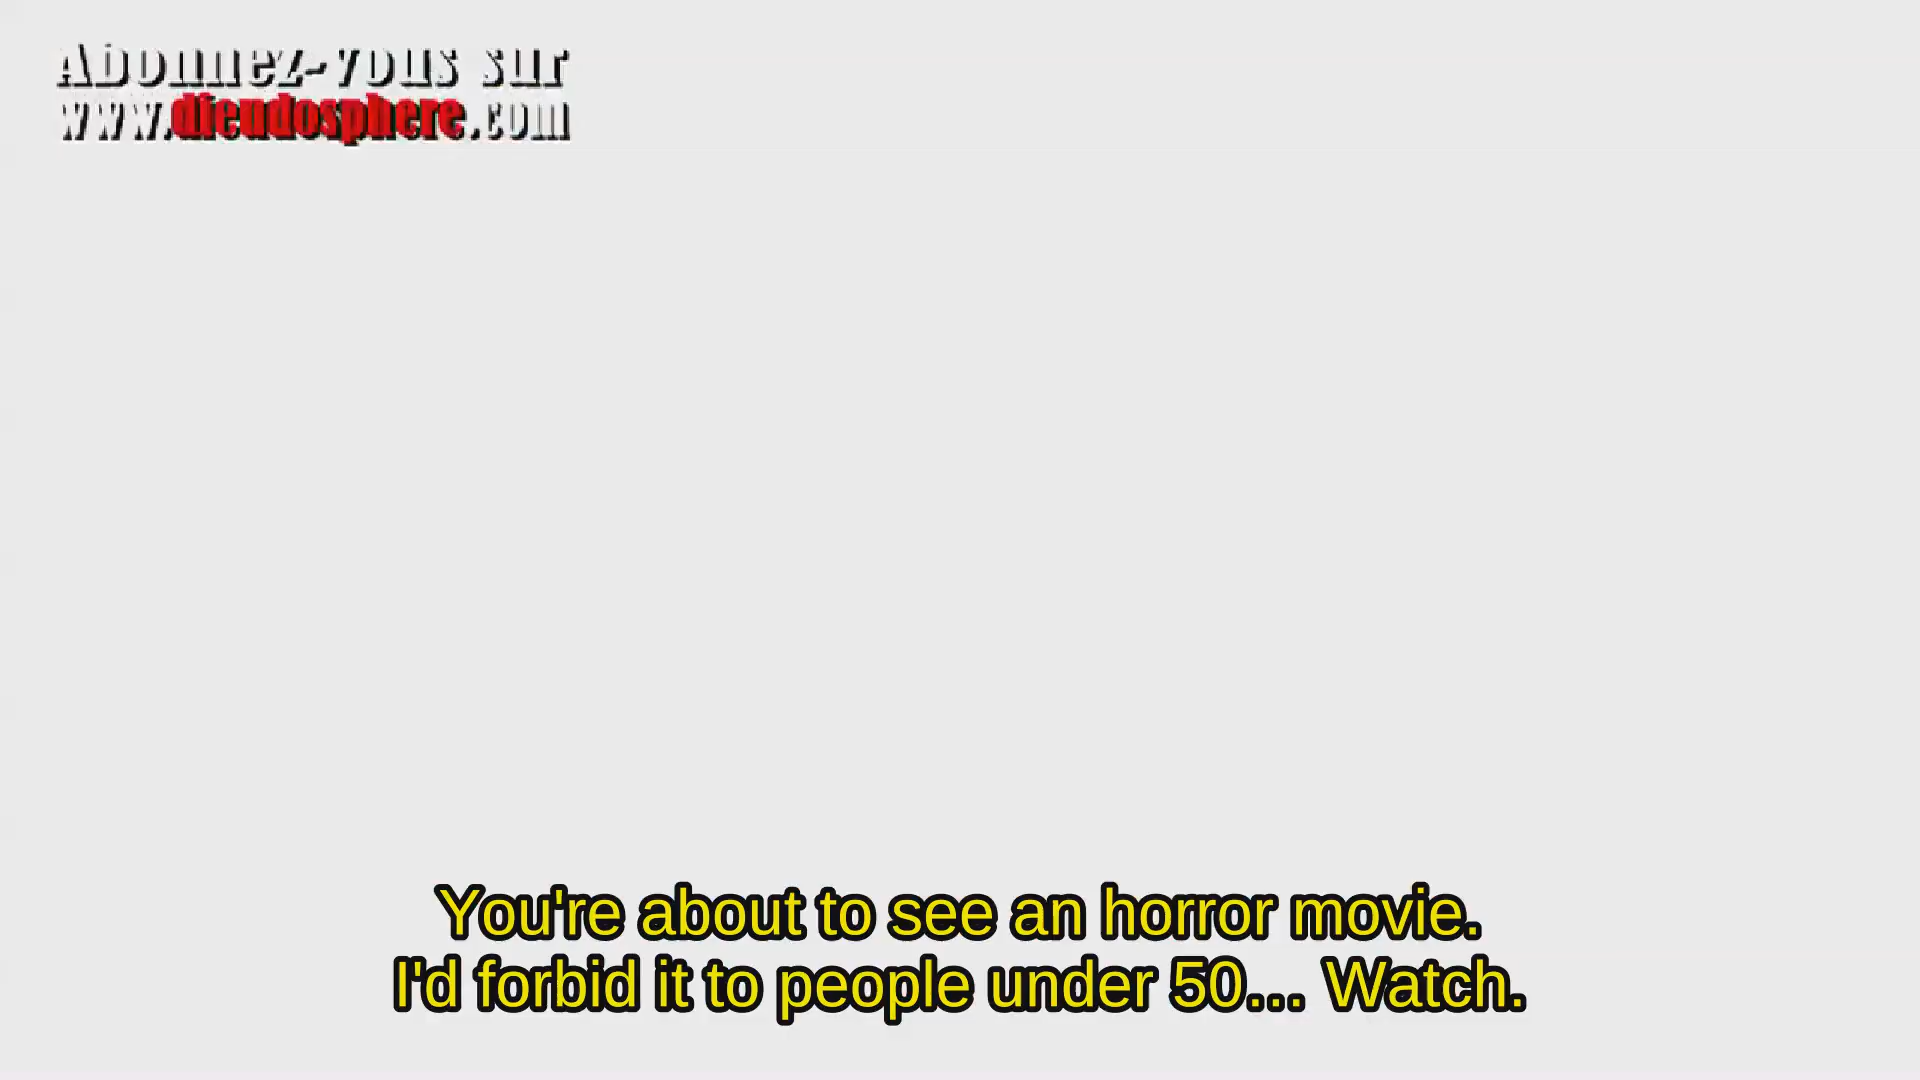 Abonnez-vous sur
www.dieudosphere.com
You're about to see an horror movie.
I'd forbid it to people under 50... Watch.